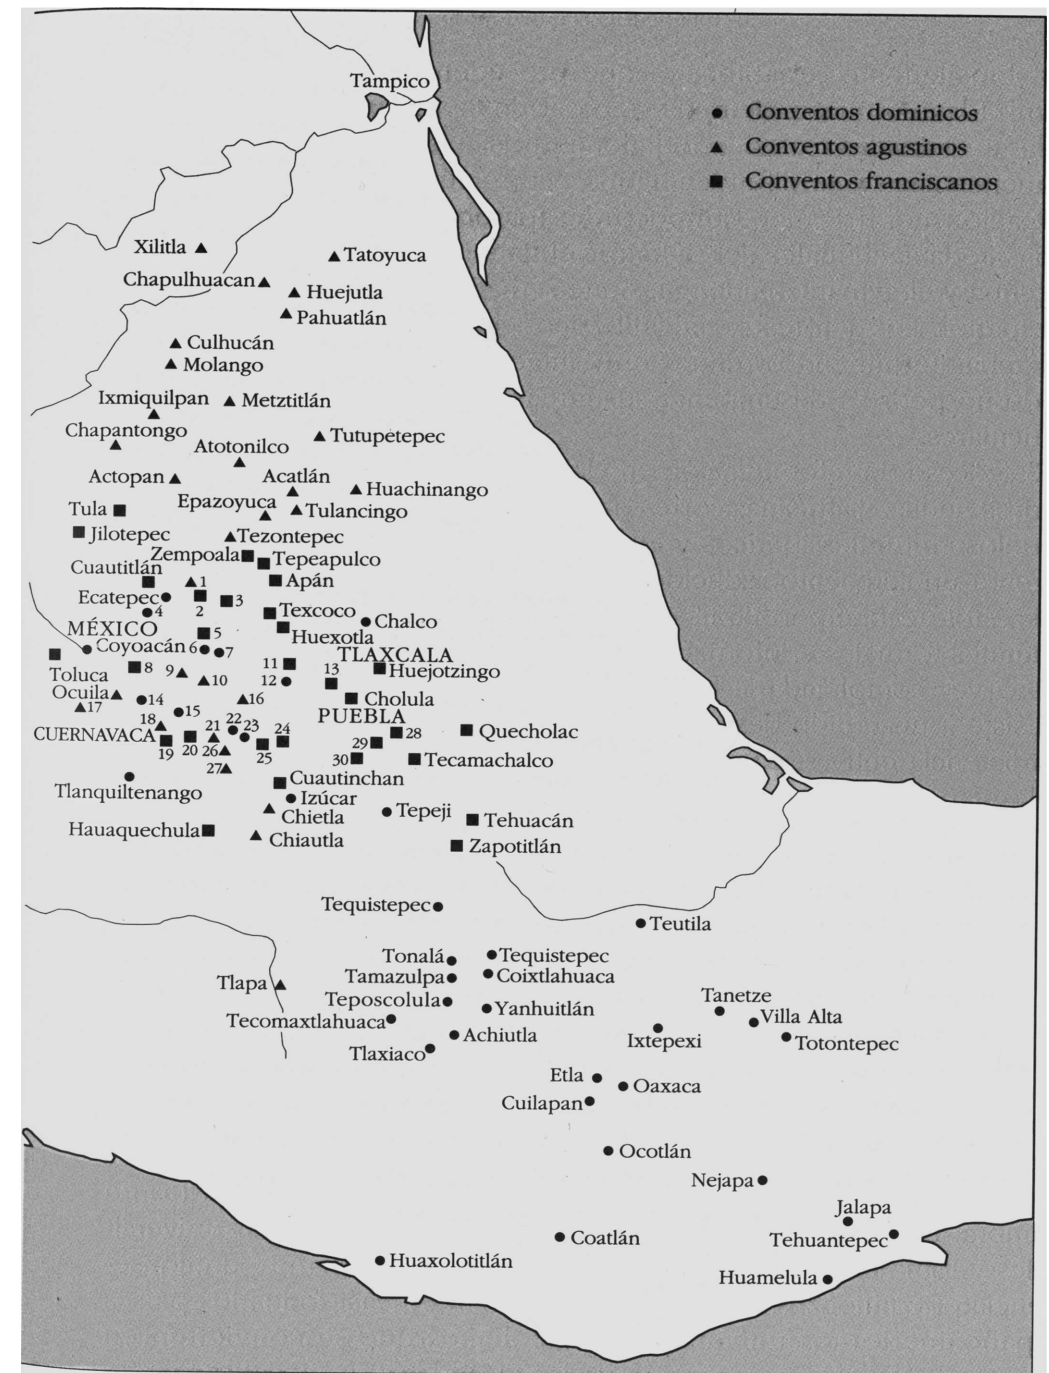 Tampico
Conventos dominicos
Conventos agustinos
Conventos franciscanos
Xilitla
Tatoyuca
Chapulhuacan
Huejutla
Pahuatlán
Culhucán
Molango
Ixmiquilpan
Metztitlán
Chapantongo
Tutupetepec
Atotonilco
Actopan
Acatlán
Huachinango
Epazoyuca
Tulancingo
Tula
Jilotepec
Tezontepec
Zempoala
Tepeapulco
Cuautitlán
1
Apán
Ecatepec
2
3
4
Texcoco
Chalco
MÉXICO
5
Huexotla
Coyoacán
6
7
TLAXCALA
Toluca
8
9
10
11
12
13
Huejotzingo
Ocuila
14
16
Cholula
17
15
PUEBLA
18
CUERNAVACA
19
20
21
22
23
24
25
26
27
28
29
30
Quecholac
Tecamachalco
Tlanquiltenango
Cuautinchan
Izúcar
Chietla
Tepeji
Tehuacán
Hauaquechula
Chiautla
Zapotitlán
Tequistepec
Teutila
Tonalá
Tequistepec
Tamazulpa
Coixtlahuaca
Tlapa
Teposcolula
Yanhuitlán
Tanetze
Tecomaxtlahuaca
Villa Alta
Achiutla
Ixtepexi
Totontepec
Tlaxiaco
Etla
Oaxaca
Cuilapan
Ocotlán
Nejapa
Jalapa
Coatlán
Tehuantepec
Huaxolotitlán
Huamelula